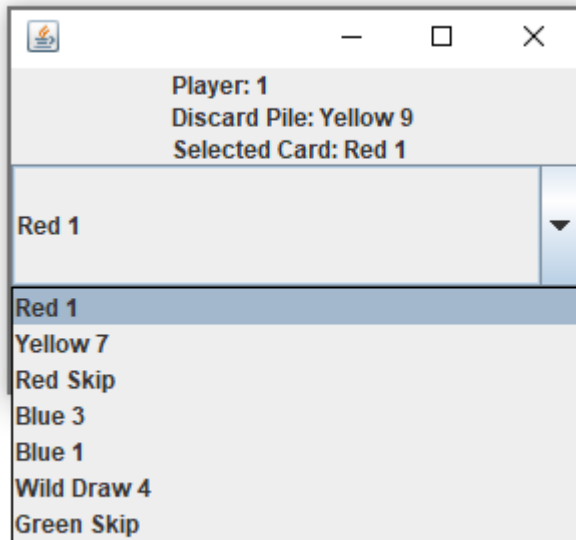 Player: 1
Discard Pile: Yellow 9
Selected Card: Red 1
Red 1
Red 1
Yellow 7
Red Skip
Blue 3
Blue 1
Wild Draw 4
Green Skip